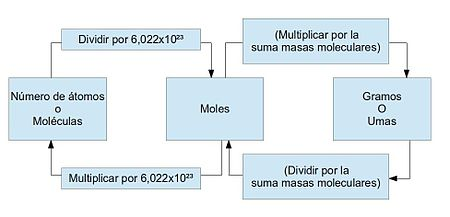 Dividir por 6,022x10²³
(Multiplicar por la
suma masas moleculares)
Número de átomos
o
Moléculas
Moles
Gramos
O
Umas
Multiplicar por 6,022x10²³
(Dividir por la
suma masas moleculares)